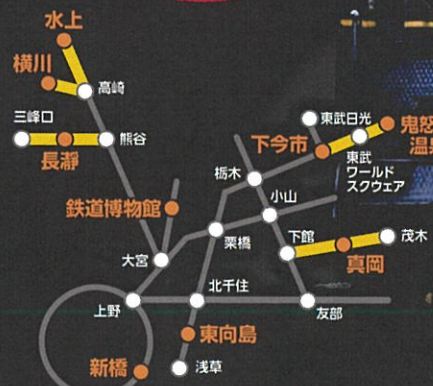 水上
横川
高崎
三峰口
熊谷
長瀞
東武日光
鬼怒
温泉
下今市
東武
ワールド
スクウェア
栃木
小山
鉄道博物館
栗橋
下館
茂木
真岡
大宮
北千住
上野
友部
東向島
新橋
浅草